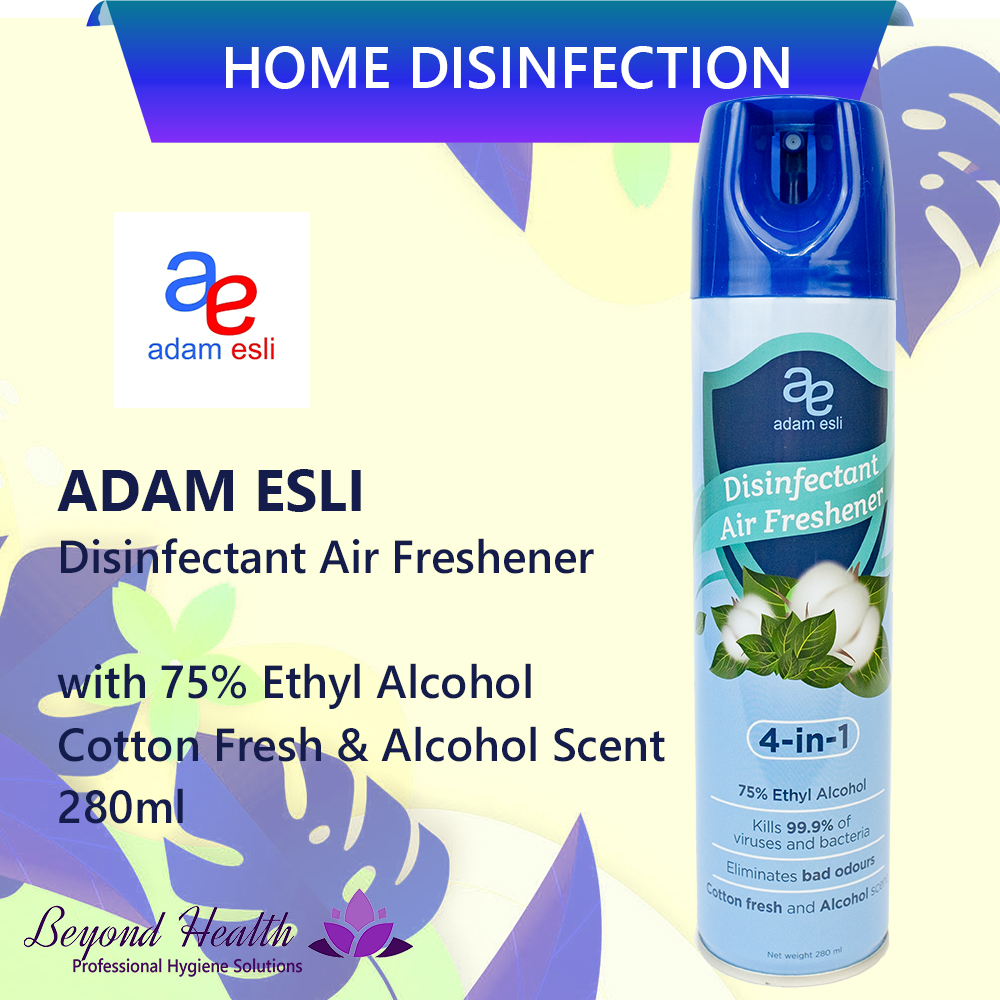 HOME DISINFECTION
ae
adam esli
ADAM ESLI
Disinfectant Air Freshener
with 75% Ethyl Alcohol
Cotton Fresh & Alcohol Scent
280ml
Beyond Health
Professional Hygiene Solutions
ae
adam esli
Disinfectant
Air Freshener
4-in-1
75% Ethyl Alcohol
Kills 99.9% of
viruses and bacteria
Eliminates bad odours
Cotton fresh and Alcohol scent
Net weight 280 ml